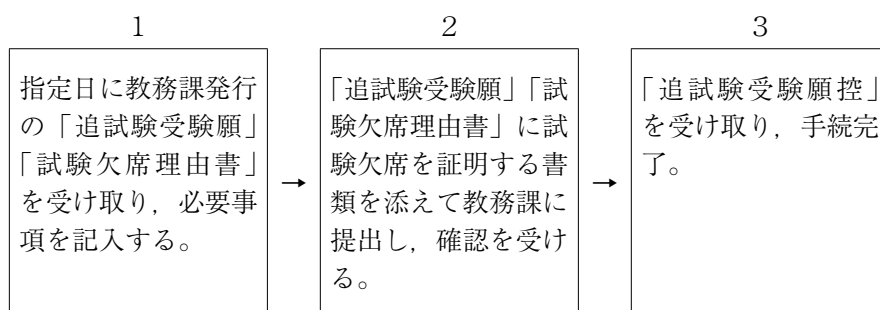 1
指定日に教務課発行
の「追試験受験願」
「試験欠席理由書」
を受け取り，必要事
項を記入する。
→
2
「追試験受験願」「試
験欠席理由書」に試
験欠席を証明する書
類を添えて教務課に
提出し，確認を受け
る。
→
3
「追試験受験願控」
を受け取り，手続完
了。